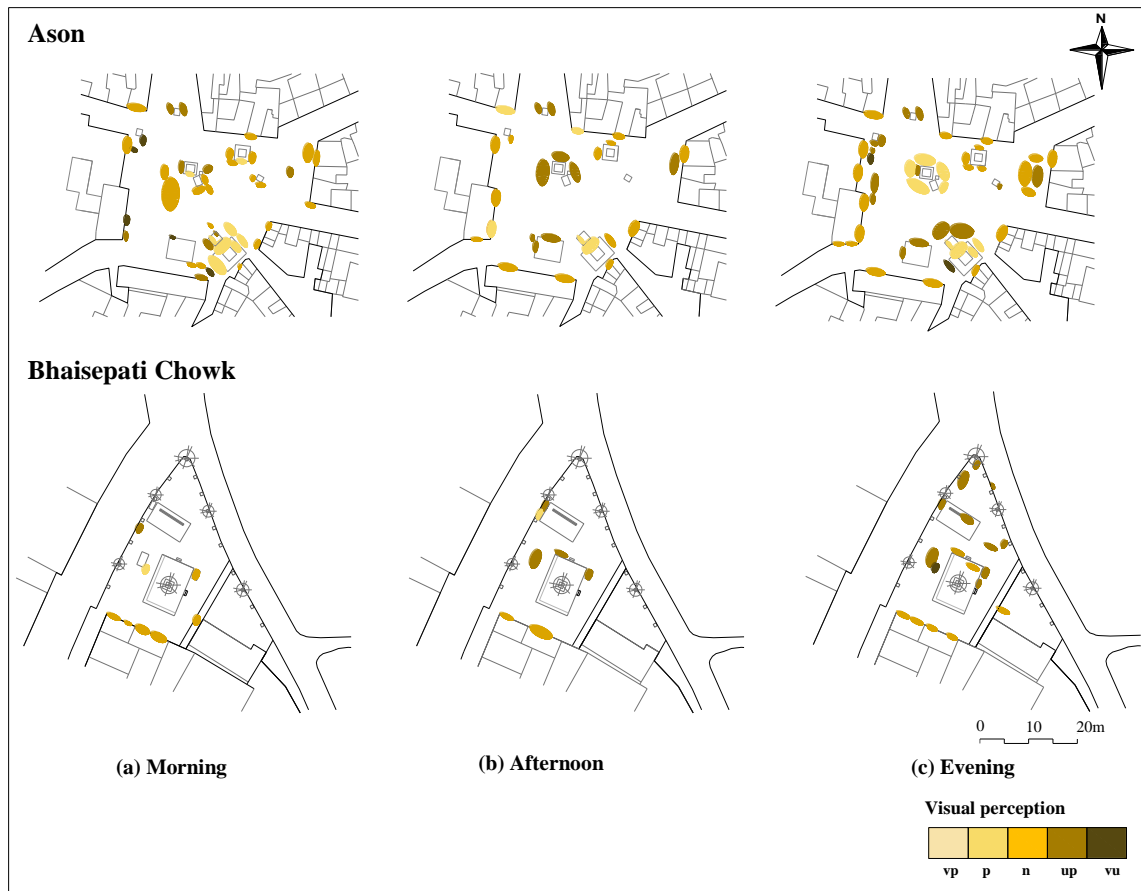 Ason
N
Bhaisepati Chowk
0 10 20m
(a) Morning
(b) Afternoon
(c) Evening
Visual perception
vp p n up vu